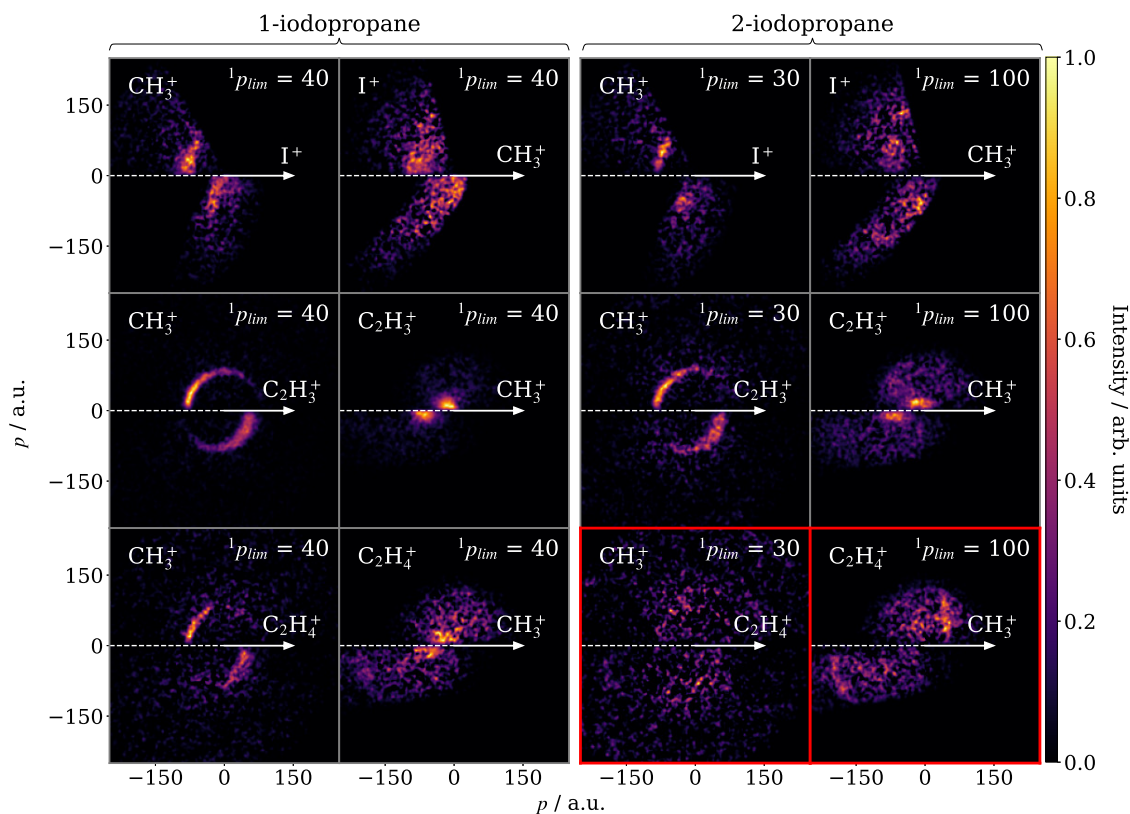 1-iodopropane 2-iodopropane
CH₃⁺ ¹pₗᵢₘ = 40 I⁺ ¹pₗᵢₘ = 40 CH₃⁺ ¹pₗᵢₘ = 30 I⁺ ¹pₗᵢₘ = 100 1.0
150
I⁺ CH₃⁺ I⁺ CH₃⁺
0
0.8
−150
CH₃⁺ ¹pₗᵢₘ = 40 C₂H₃⁺ ¹pₗᵢₘ = 40 CH₃⁺ ¹pₗᵢₘ = 30 C₂H₃⁺ ¹pₗᵢₘ = 100
150
0.6
C₂H₃⁺ CH₃⁺ C₂H₃⁺ CH₃⁺
0
p / a.u.
Intensity / arb. units
−150
0.4
CH₃⁺ ¹pₗᵢₘ = 40 C₂H₄⁺ ¹pₗᵢₘ = 40 CH₃⁺ ¹pₗᵢₘ = 30 C₂H₄⁺ ¹pₗᵢₘ = 100
150
C₂H₄⁺ CH₃⁺ C₂H₄⁺ CH₃⁺
0.2
0
−150
0.0
−150 0 150 −150 0 150 −150 0 150 −150 0 150
p / a.u.